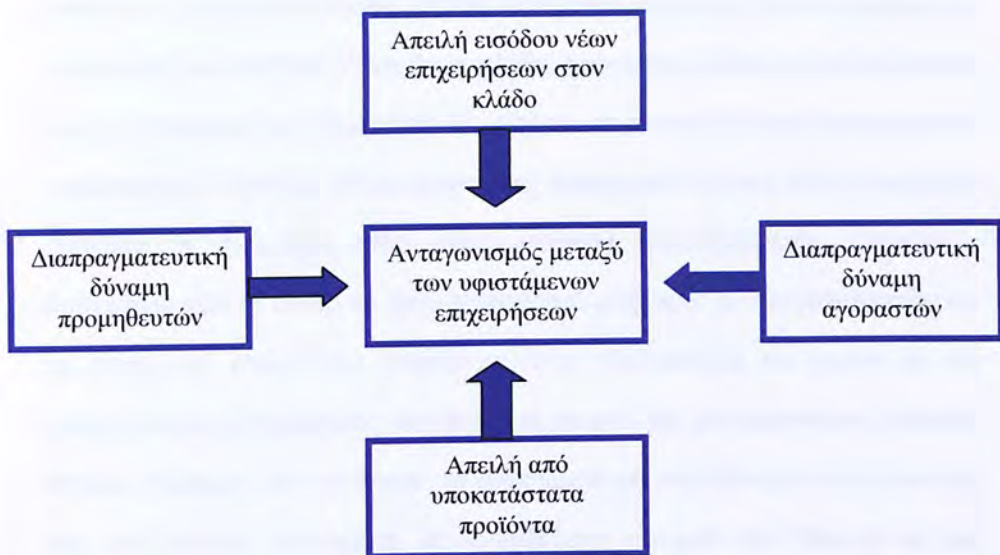 Απειλή εισόδου νέων
επιχειρήσεων στον
κλάδο
Διαπραγματευτική
δύναμη
προμηθευτών
Ανταγωνισμός μεταξύ
των υφιστάμενων
επιχειρήσεων
Διαπραγματευτική
δύναμη
αγοραστών
Απειλή από
υποκατάστατα
προϊόντα